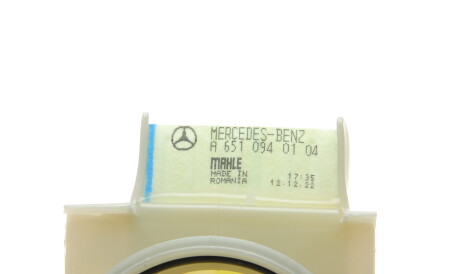 MERCEDES-BENZ
A 651 094 01 04
MAHLE
MADE IN
ROMANIA
17:35
12.12.22